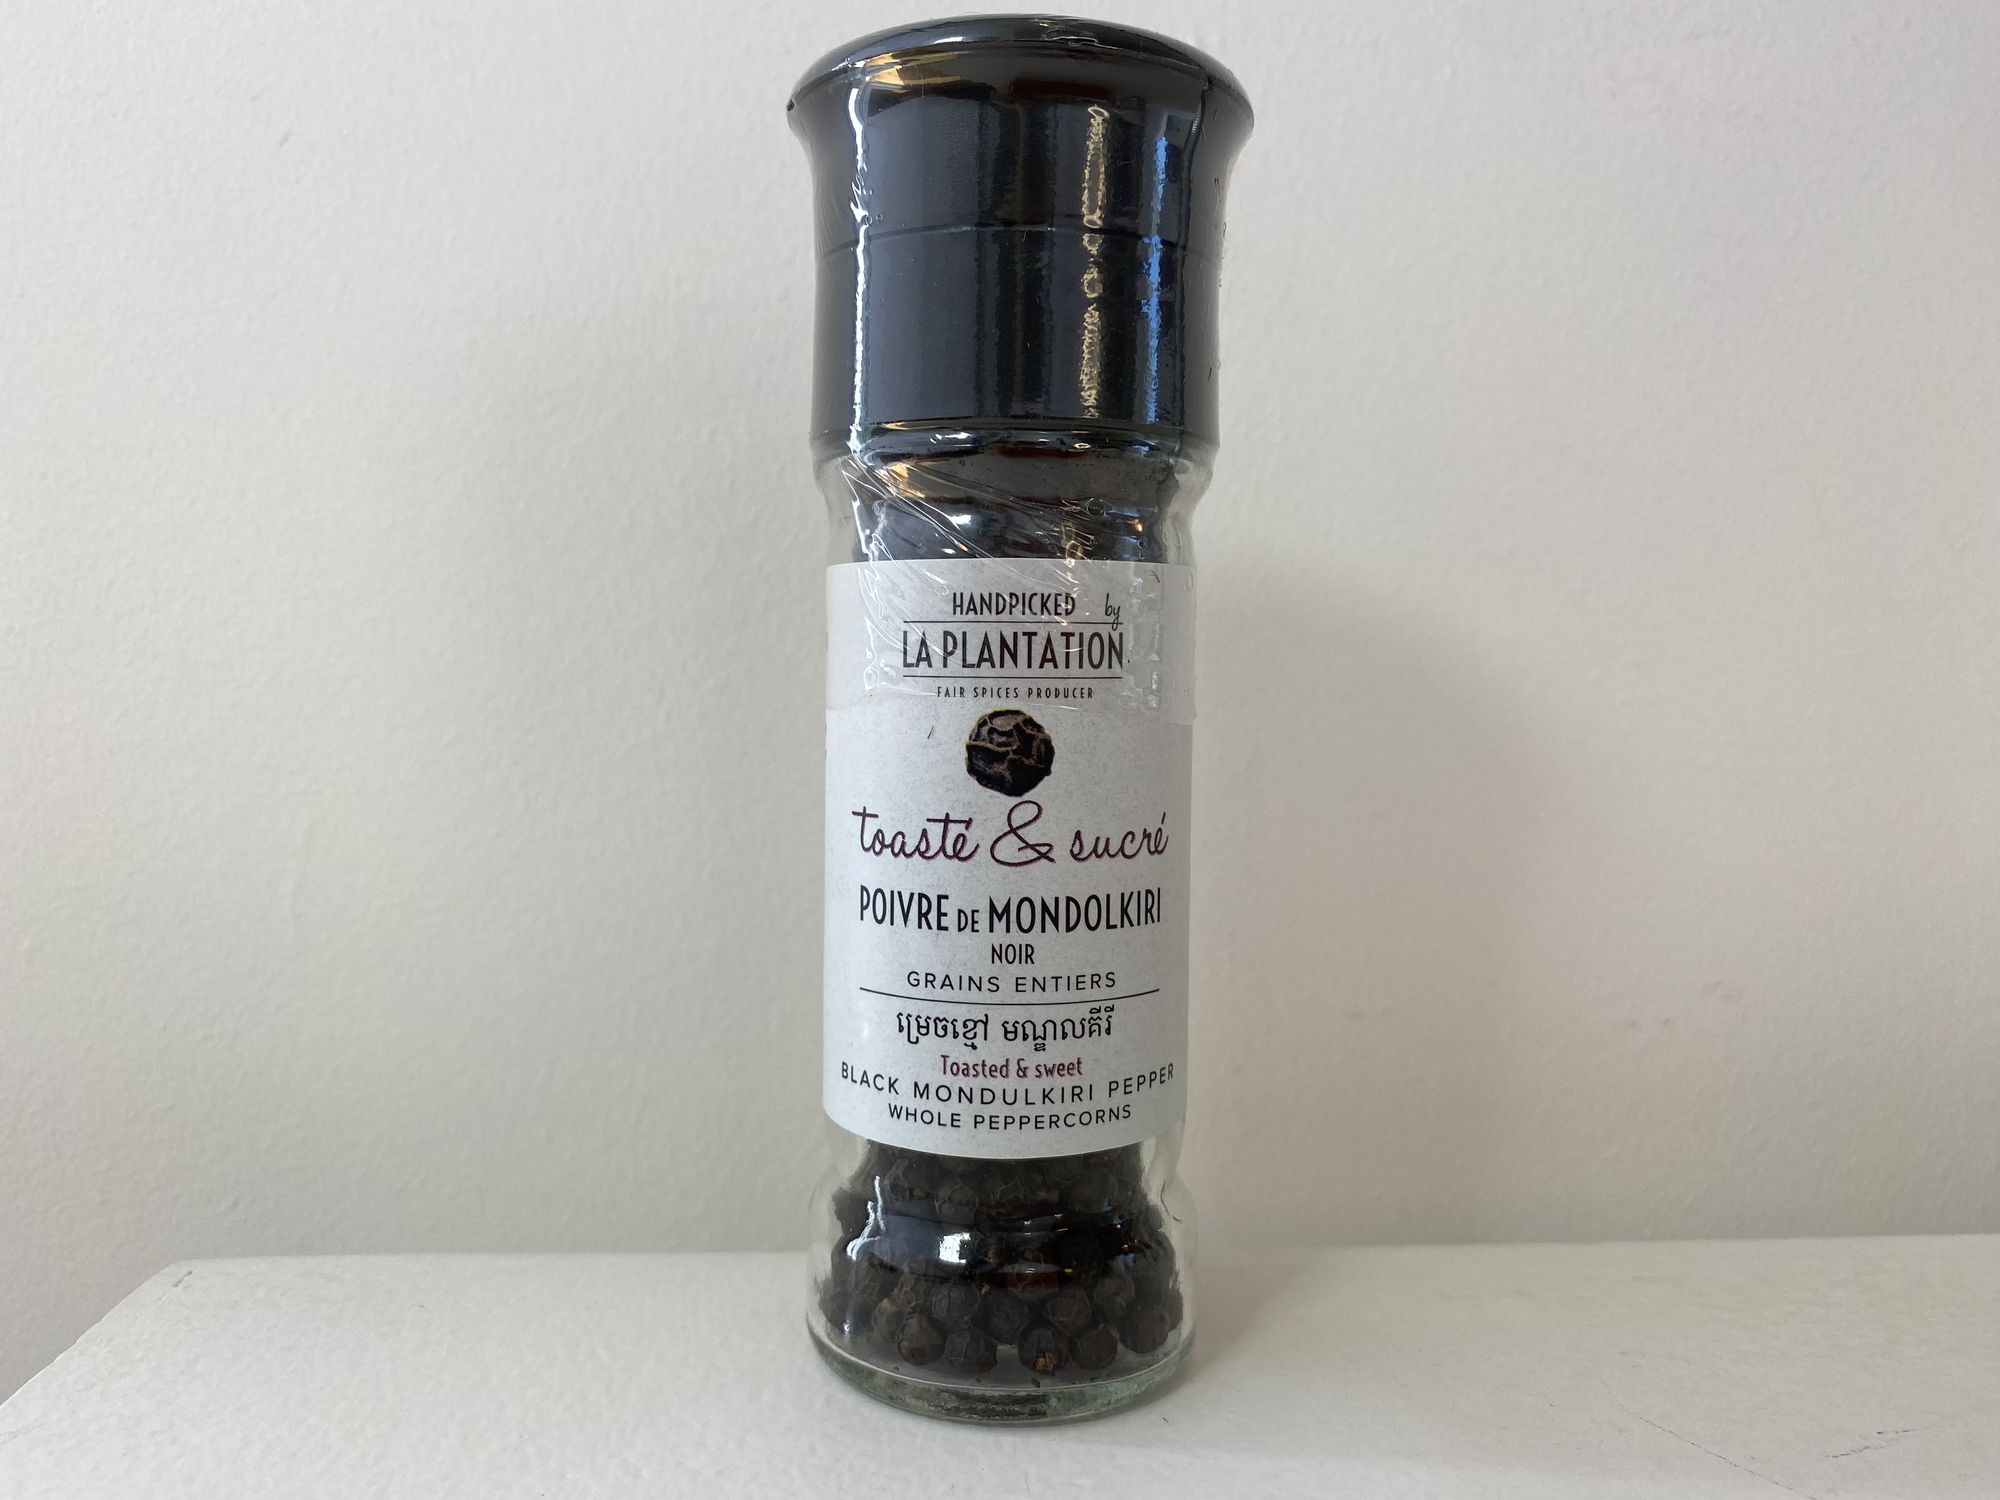 HANDPICKED by
LA PLANTATION
FAIR SPICES PRODUCER
toasté & sucré
POIVRE DE MONDOLKIRI
NOIR
GRAINS ENTIERS
ម្រេចខ្មៅ មណ្ឌលគីរី
Toasted & sweet
BLACK MONDULKIRI PEPPER
WHOLE PEPPERCORNS